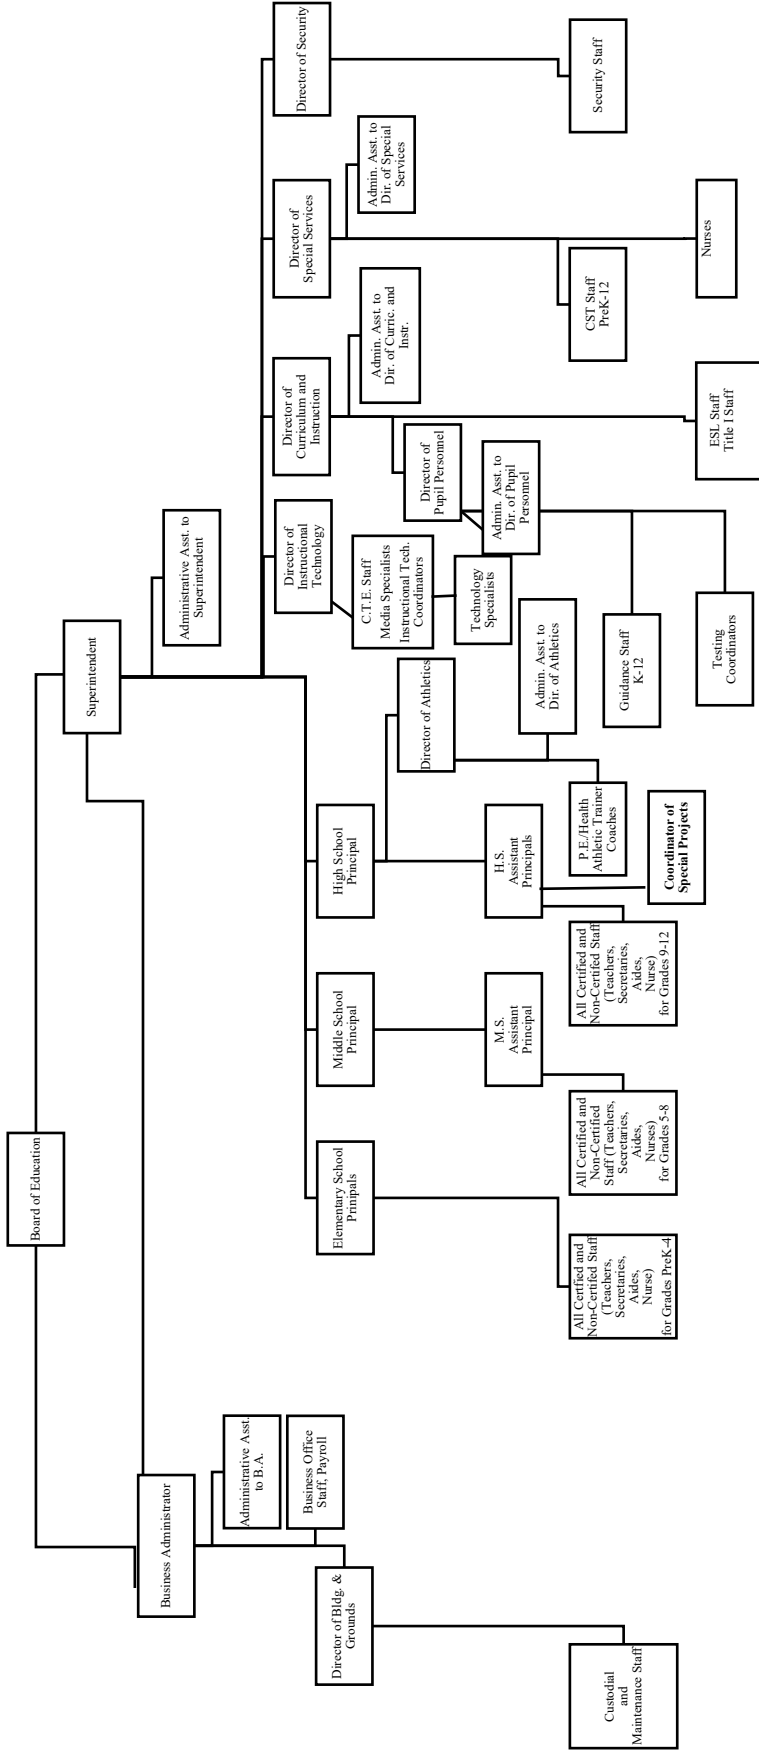 Board of Education
Superintendent
Business Administrator
Administrative Asst. to
Superintendent
Administrative Asst.
to B.A.
Business Office
Staff, Payroll
Director of Bldg. &
Grounds
Custodial
and
Maintenance Staff
Elementary School
Prinipals
Middle School
Principal
High School
Principal
Director of
Instructional
Technology
Director of
Curriculum and
Instruction
Director of
Special Services
Director of Security
Admin. Asst. to
Dir. of Special
Services
Admin. Asst. to
Dir. of Curric. and
Instr.
C.T.E. Staff
Media Specialists
Instructional Tech.
Coordinators
Director of
Pupil Personnel
Director of Athletics
Technology
Specialists
Admin. Asst. to
Dir. of Pupil
Personnel
M.S.
Assistant
Principal
H.S.
Assistant
Principals
Admin. Asst. to
Dir. of Athletics
All Certfied and
Non-Certifed Staff
(Teachers,
Secretaries,
Aides,
Nurse)
for Grades PreK-4
All Certified and
Non-Certified
Staff (Teachers,
Secretaries,
Aides,
Nurses)
for Grades 5-8
All Certified and
Non-Certifed Staff
(Teachers,
Secretaries,
Aides,
Nurse)
for Grades 9-12
P.E./Health
Athletic Trainer
Coaches
Coordinator of
Special Projects
Guidance Staff
K-12
CST Staff
PreK-12
Security Staff
Testing
Coordinators
ESL Staff
Title I Staff
Nurses